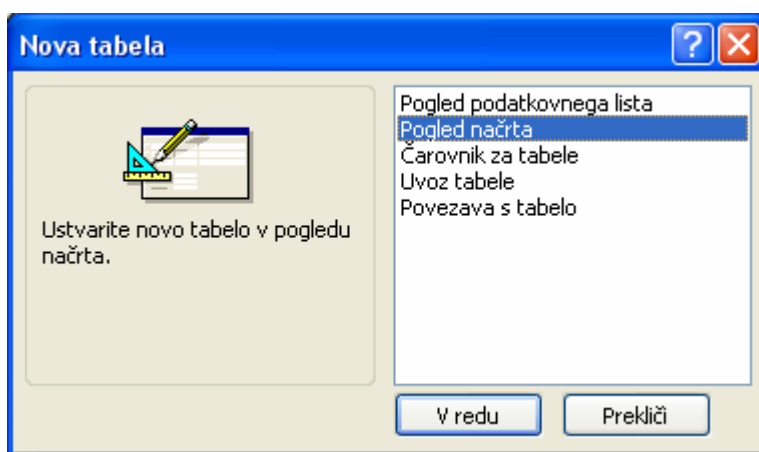 Nova tabela
?
Pogled podatkovnega lista
Pogled načrta
Čarovnik za tabele
Uvoz tabele
Povezava s tabelo
Ustvarite novo tabelo v pogledu
načrta.
V redu
Prekliči